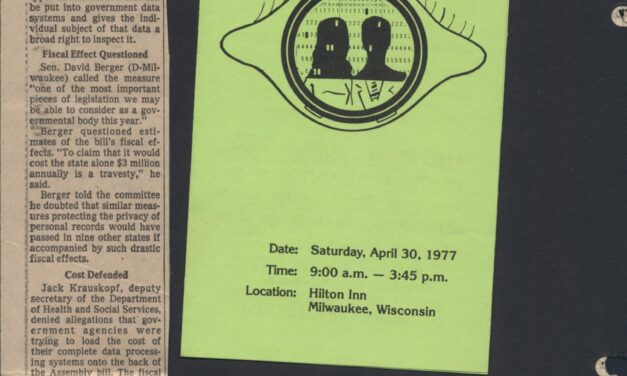 be put into government data
systems and gives the indi-
vidual subject of that data a
broad right to inspect it.
Fiscal Effect Questioned
Sen. David Berger (D-Mil-
waukee) called the measure
"one of the most important
pieces of legislation we may
be able to consider as a gov-
ernmental body this year."
Berger questioned esti-
mates of the bill's fiscal ef-
fects. "To claim that it would
cost the state alone $3 million
annually is a travesty," he
said.
Berger told the committee
he doubted that similar meas-
ures protecting the privacy of
personal records would have
passed in nine other states if
accompanied by such drastic
fiscal effects.
Cost Defended
Jack Krauskopf, deputy
secretary of the Department
of Health and Social Services,
denied allegations that gov-
ernment agencies were
trying to load the cost of
their complete data process-
ing systems onto the back of
the Assembly bill. The fiscal
Date: Saturday, April 30, 1977
Time: 9:00 a.m. — 3:45 p.m.
Location: Hilton Inn
Milwaukee, Wisconsin